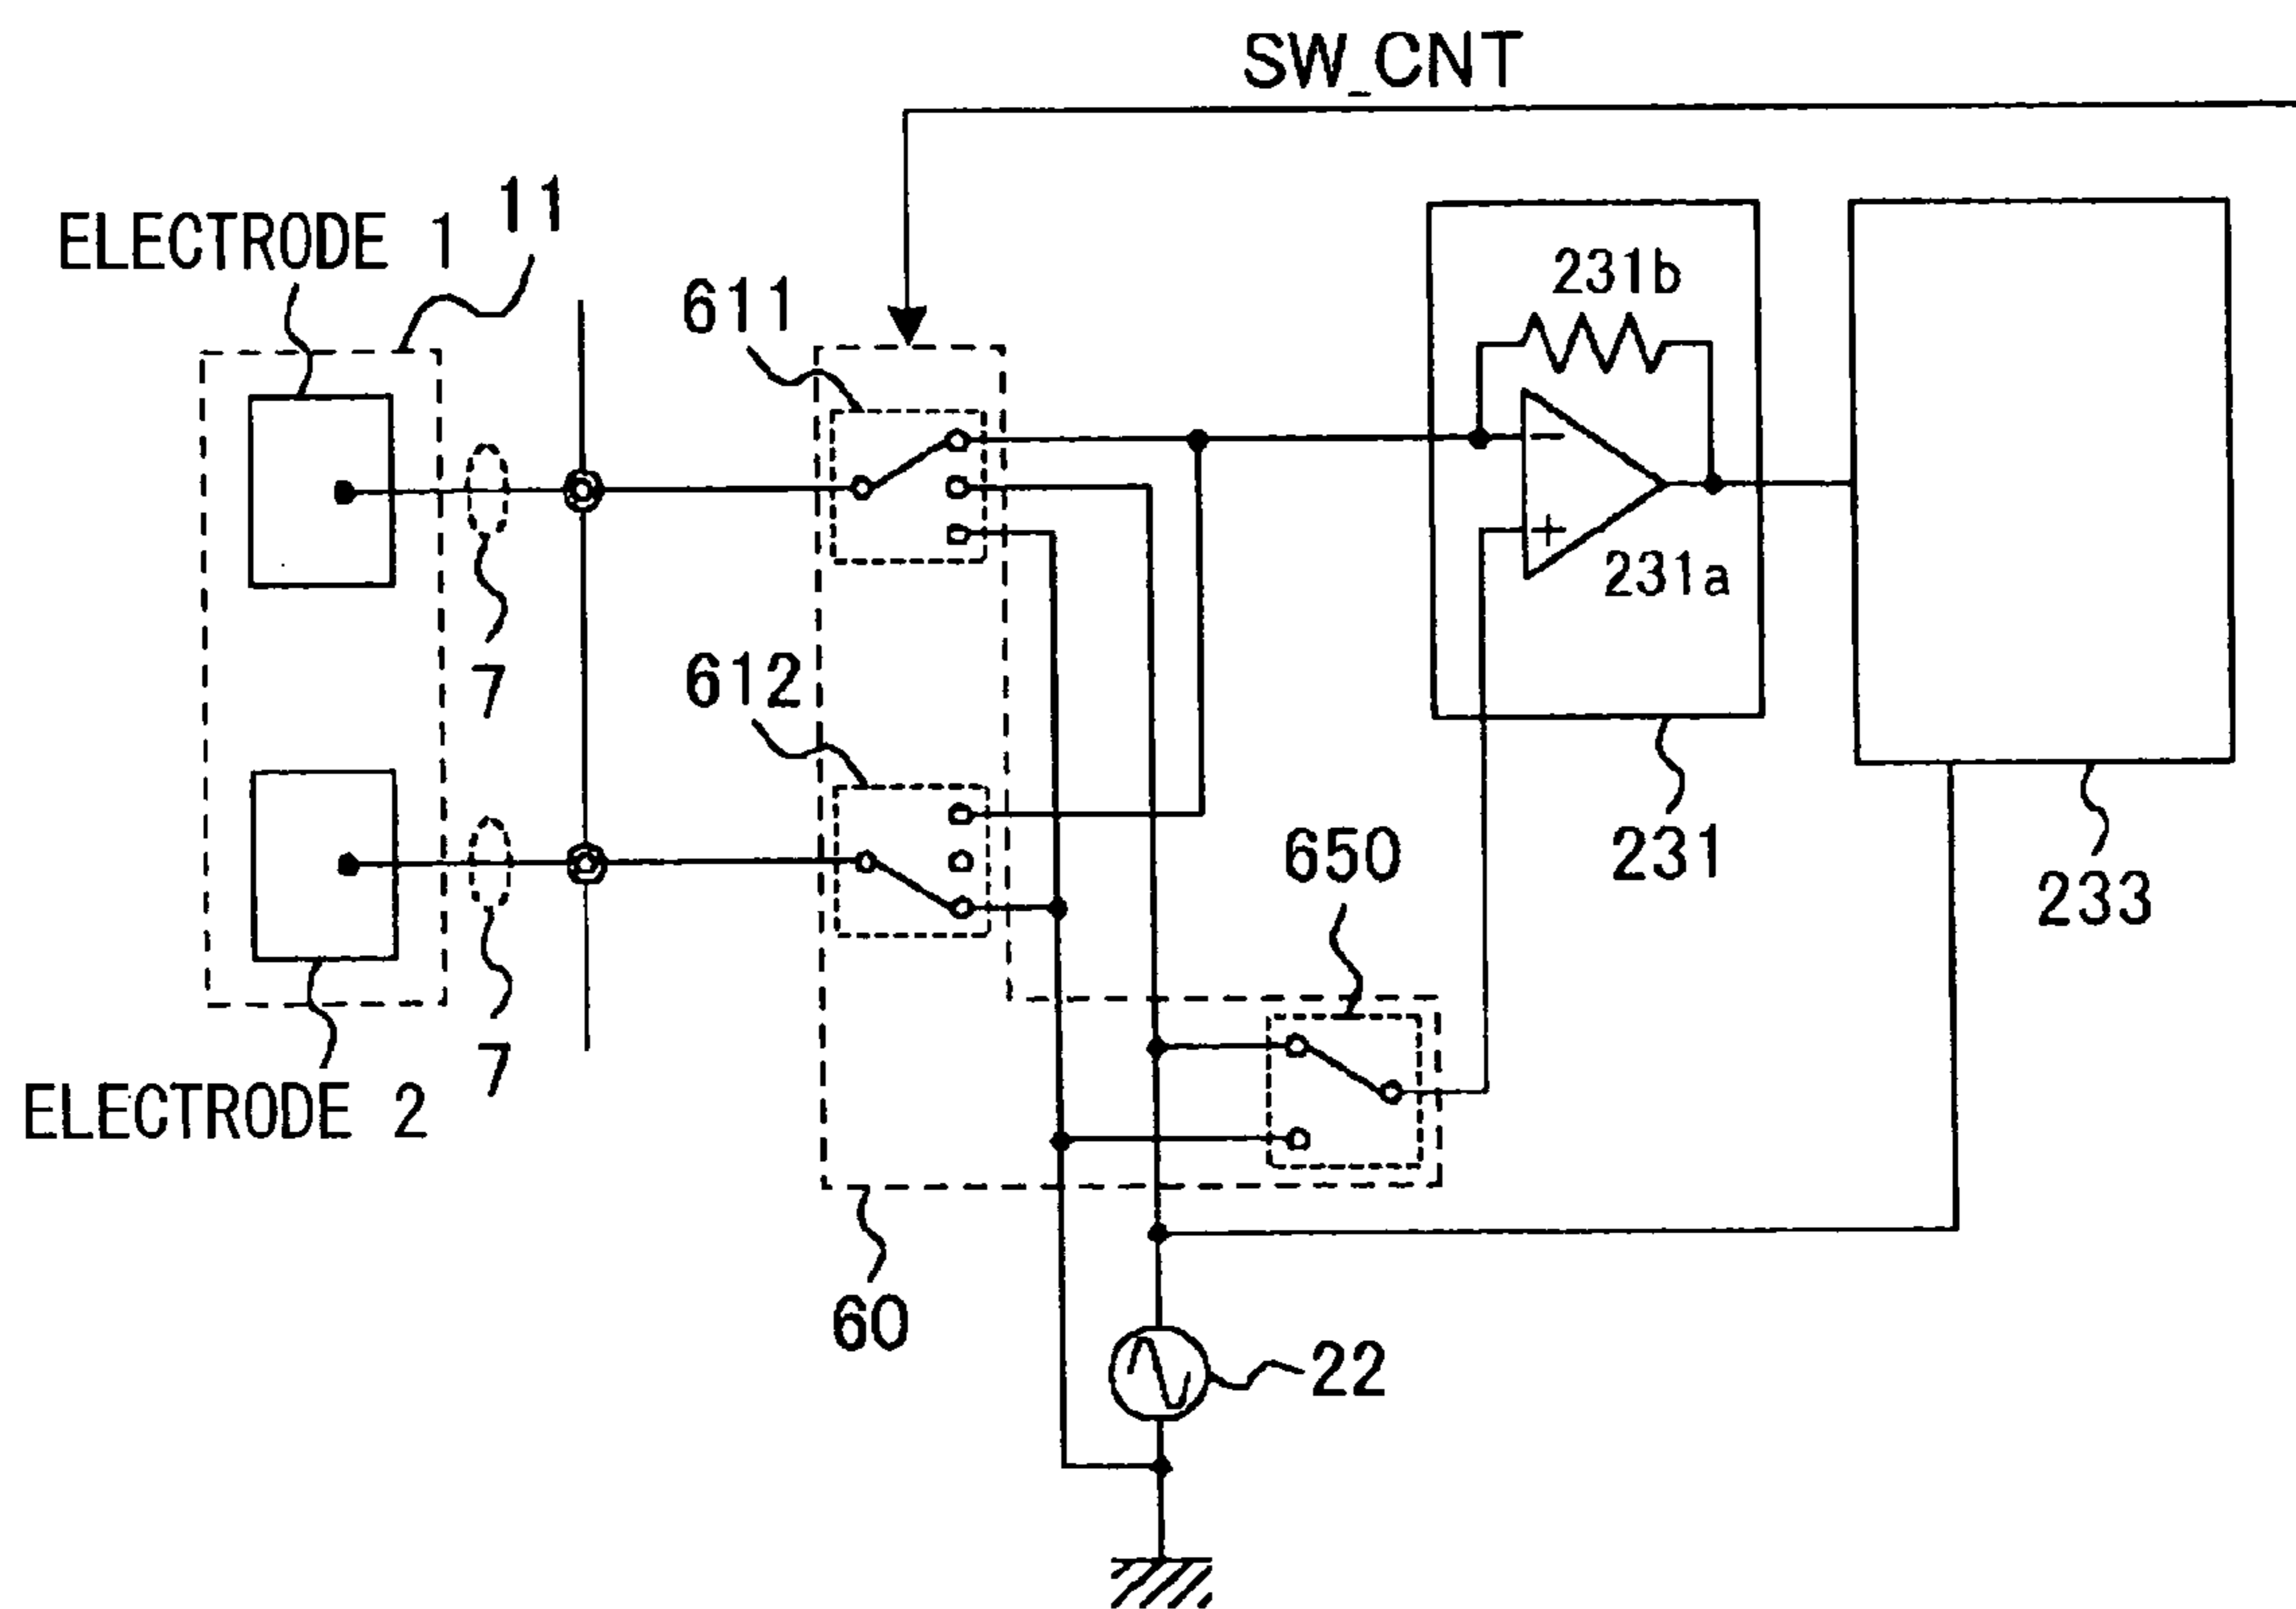 SW_CNT
ELECTRODE 1
11
611
231b
231a
7
612
650
231
233
7
ELECTRODE 2
60
22